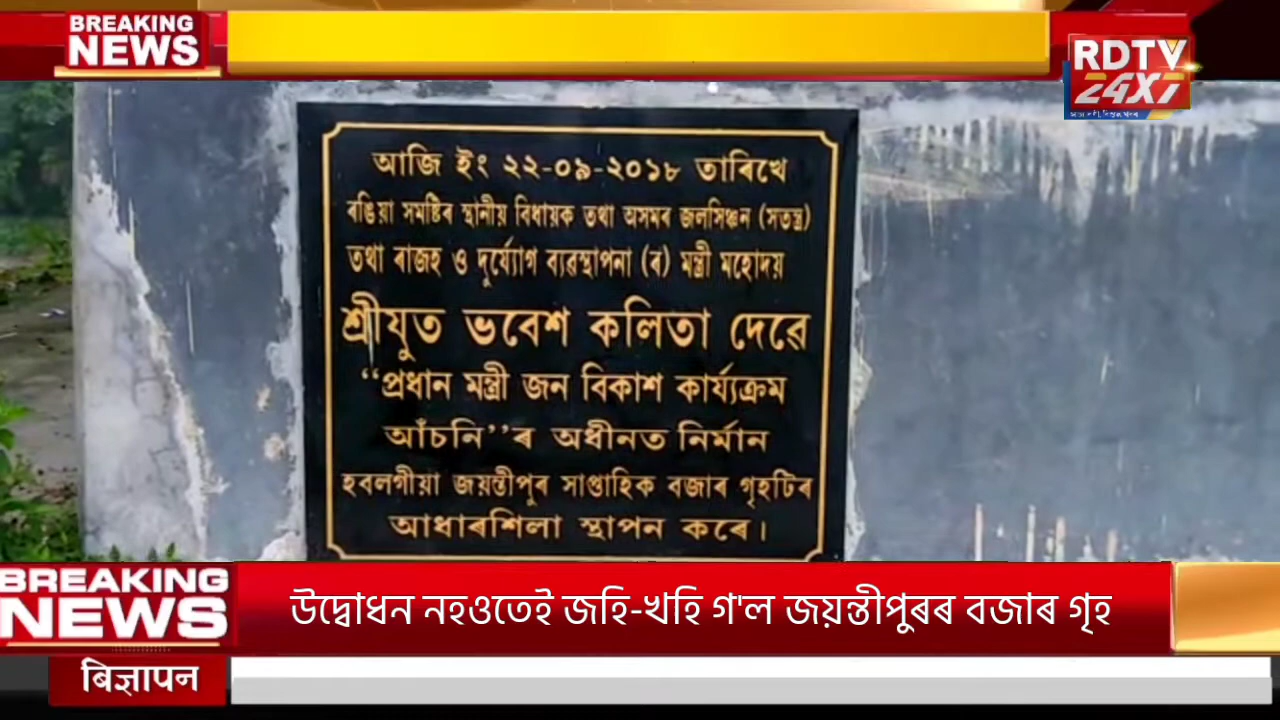 BREAKING
NEWS
RDTV
24X7
আজি ইং ২২-০৯-২০১৮ তাৰিখে
ৰঙিয়া সমষ্টিৰ স্থানীয় বিধায়ক তথা অসমৰ জলসিঞ্চন (সতন্ত্ৰ)
তথা ৰাজহ ও দুৰ্য্যোগ ব্যৱস্থাপনা (ৰ) মন্ত্ৰী মহোদয়
শ্ৰীযুত ভবেশ কলিতা দেৱে
“প্ৰধান মন্ত্ৰী জন বিকাশ কাৰ্য্যক্ৰম
আঁচনি”ৰ অধীনত নিৰ্মান
হবলগীয়া জয়ন্তীপুৰ সাপ্তাহিক বজাৰ গৃহটিৰ
আধাৰশিলা স্থাপন কৰে।
BREAKING
NEWS
উদ্বোধন নহওতেই জহি-খহি গ'ল জয়ন্তীপুৰৰ বজাৰ গৃহ
বিজ্ঞাপন